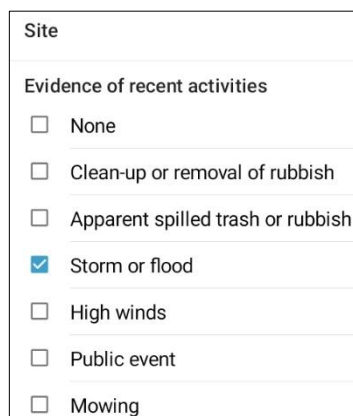 Site
Evidence of recent activities
None
Clean-up or removal of rubbish
Apparent spilled trash or rubbish
Storm or flood
High winds
Public event
Mowing